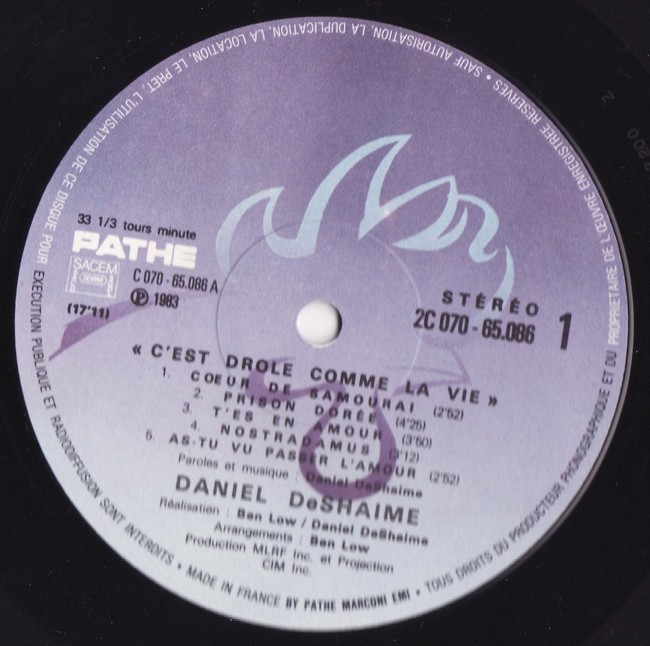 TOUS DROITS DU PRODUCTEUR PHONOGRAPHIQUE ET DU PROPRIETAIRE DE L'ŒUVRE ENREGISTREE RESERVES • SAUF AUTORISATION, LA DUPLICATION, LA LOCATION, LE PRET, L'UTILISATION DE CE DISQUE POUR EXECUTION PUBLIQUE ET RADIODIFFUSION SONT INTERDITS • MADE IN FRANCE BY PATHE MARCONI EMI •
33 1/3 tours minute
PATHE
SACEM
C 070 - 65.086 A
Ⓟ 1983
(17'11)
STÉRÉO
2C 070 - 65.086
1
« C'EST DROLE COMME LA VIE »
1. COEUR DE SAMOURAI (2'52)
2. PRISON DORÉE (4'25)
3. T'ES EN AMOUR (3'50)
4. NOSTRADAMUS (3'12)
5. AS-TU VU PASSER L'AMOUR (2'52)
Paroles et musique : Daniel DeShaime
DANIEL DeSHAIME
Réalisation : Ben Low / Daniel DeShaime
Arrangements : Ben Low
Production MLRF Inc. et Projection
CIM Inc.